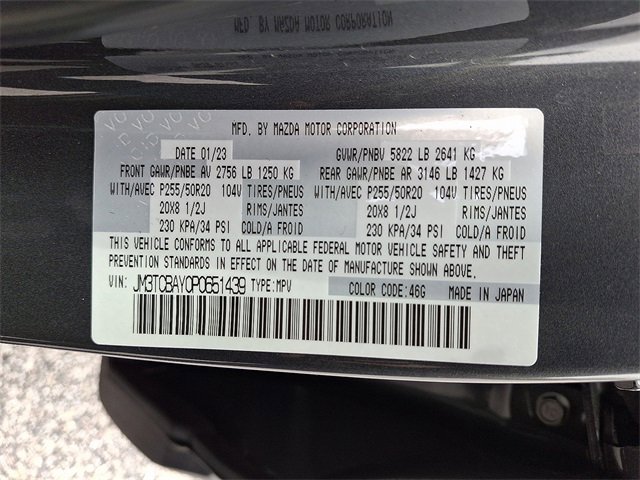 MFD. BY MAZDA MOTOR CORPORATION
DATE 01/23 GVWR/PNBV 5822 LB 2641 KG
FRONT GAWR/PNBE AV 2756 LB 1250 KG REAR GAWR/PNBE AR 3146 LB 1427 KG
WITH/AVEC P255/50R20 104V TIRES/PNEUS WITH/AVEC P255/50R20 104V TIRES/PNEUS
20X8 1/2J RIMS/JANTES 20X8 1/2J RIMS/JANTES
230 KPA/34 PSI COLD/A FROID 230 KPA/34 PSI COLD/A FROID
THIS VEHICLE CONFORMS TO ALL APPLICABLE FEDERAL MOTOR VEHICLE SAFETY AND THEFT
PREVENTION STANDARDS IN EFFECT ON THE DATE OF MANUFACTURE SHOWN ABOVE.
VIN: JM3TCBAY0P0651439 TYPE:MPV COLOR CODE:46G MADE IN JAPAN